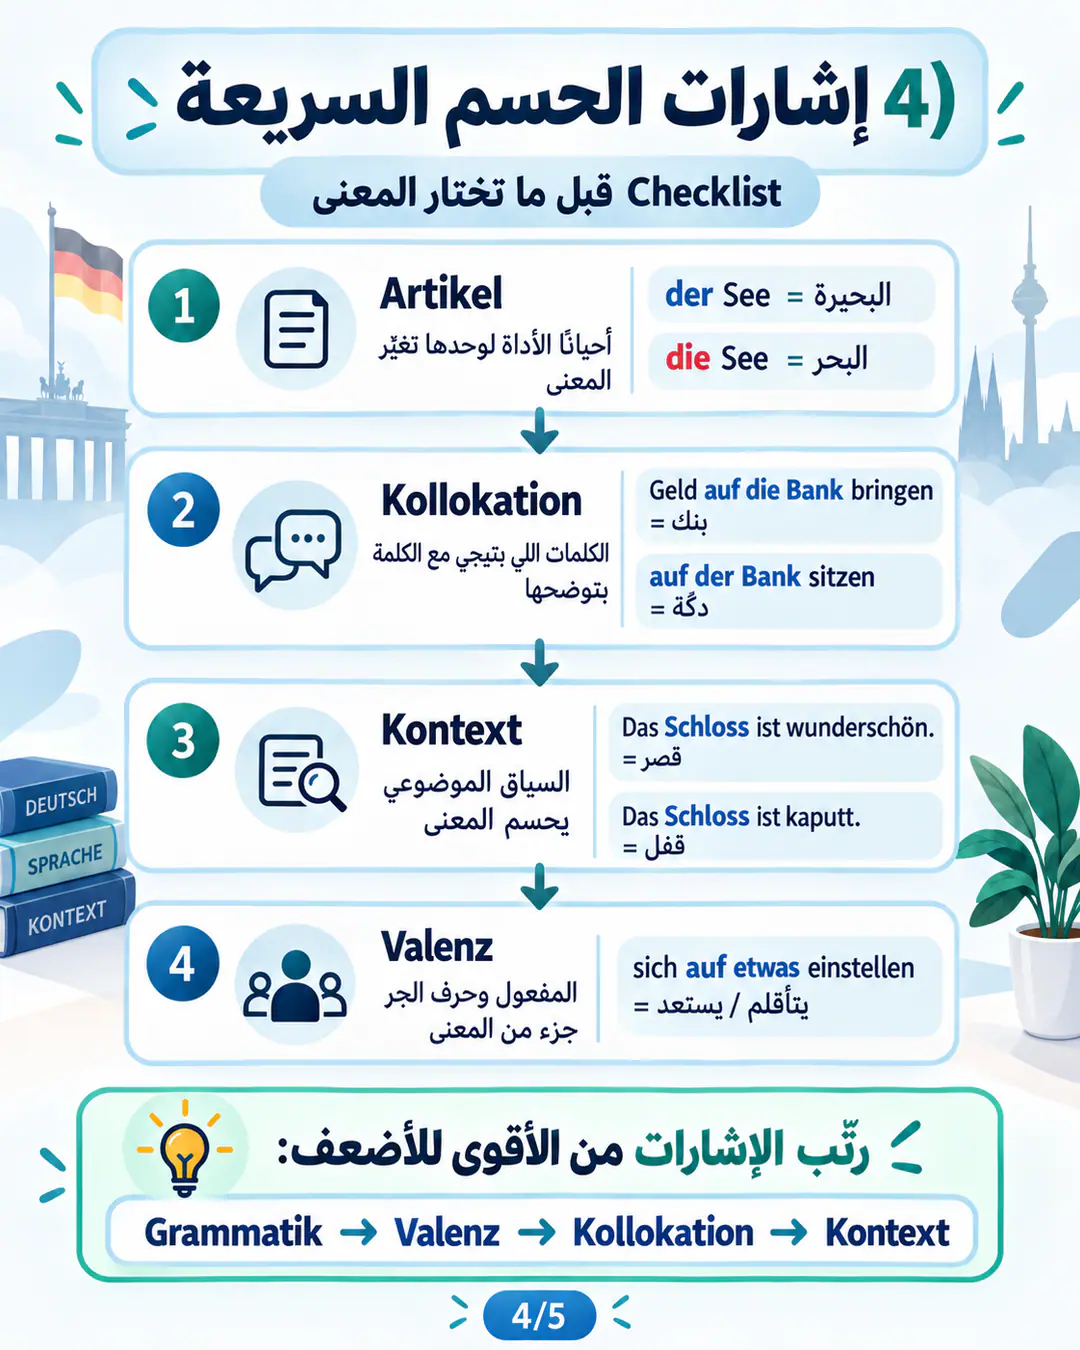 4) إشارات الحسم السريعة
Checklist قبل ما تختار المعنى
1
Artikel
أحيانًا الأداة لوحدها تغيّر
المعنى
der See = البحيرة
die See = البحر
2
Kollokation
الكلمات اللي بتيجي مع الكلمة
بتوضحها
Geld auf die Bank bringen
= بنك
auf der Bank sitzen
= دكّة
3
Kontext
السياق الموضوعي
يحسم المعنى
Das Schloss ist wunderschön.
= قصر
Das Schloss ist kaputt.
= قفل
4
Valenz
المفعول وحرف الجر
جزء من المعنى
sich auf etwas einstellen
= يتأقلم / يستعد
DEUTSCH
SPRACHE
KONTEXT
رتّب الإشارات من الأقوى للأضعف:
Grammatik → Valenz → Kollokation → Kontext
4/5